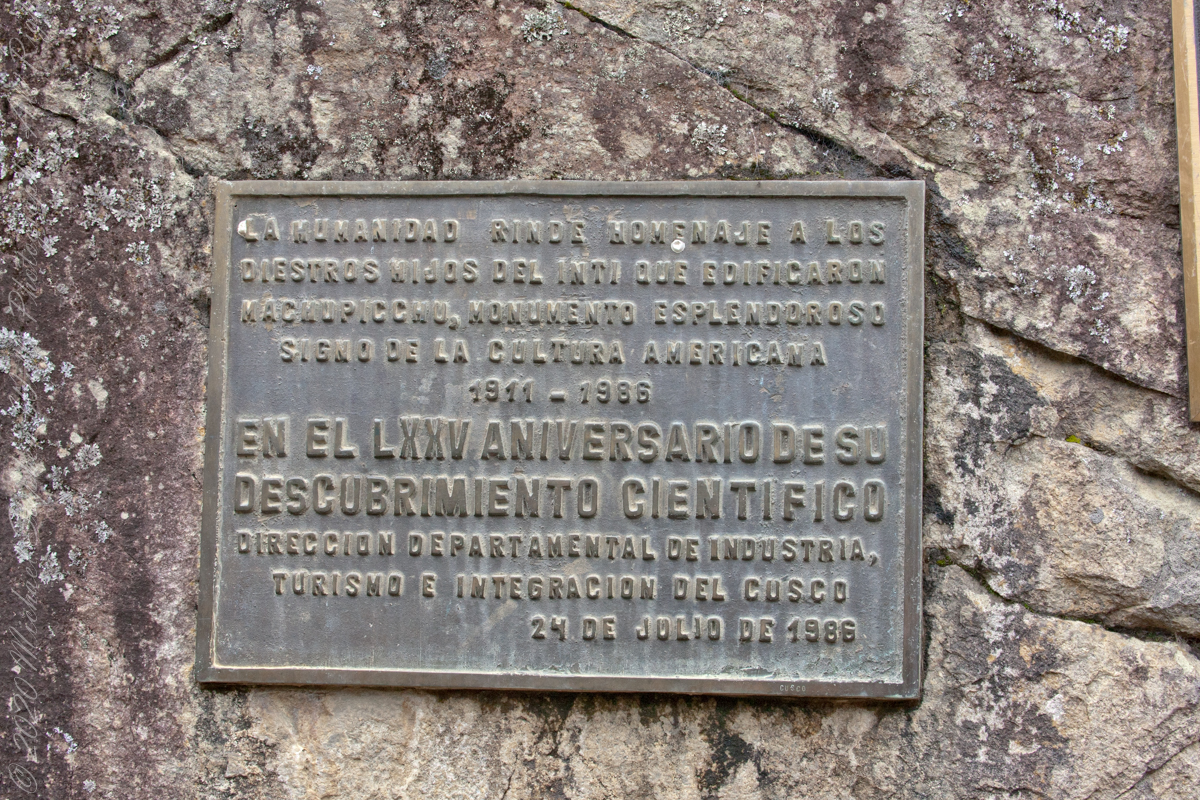 LA HUMANIDAD RINDE HOMENAJE A LOS
DIESTROS HIJOS DEL INTI QUE EDIFICARON
MACHUPICCHU, MONUMENTO ESPLENDOROSO
SIGNO DE LA CULTURA AMERICANA
1911 - 1986
EN EL LXXV ANIVERSARIO DE SU
DESCUBRIMIENTO CIENTIFICO
DIRECCION DEPARTAMENTAL DE INDUSTRIA,
TURISMO E INTEGRACION DEL CUSCO
24 DE JULIO DE 1986
CUSCO
© 2020